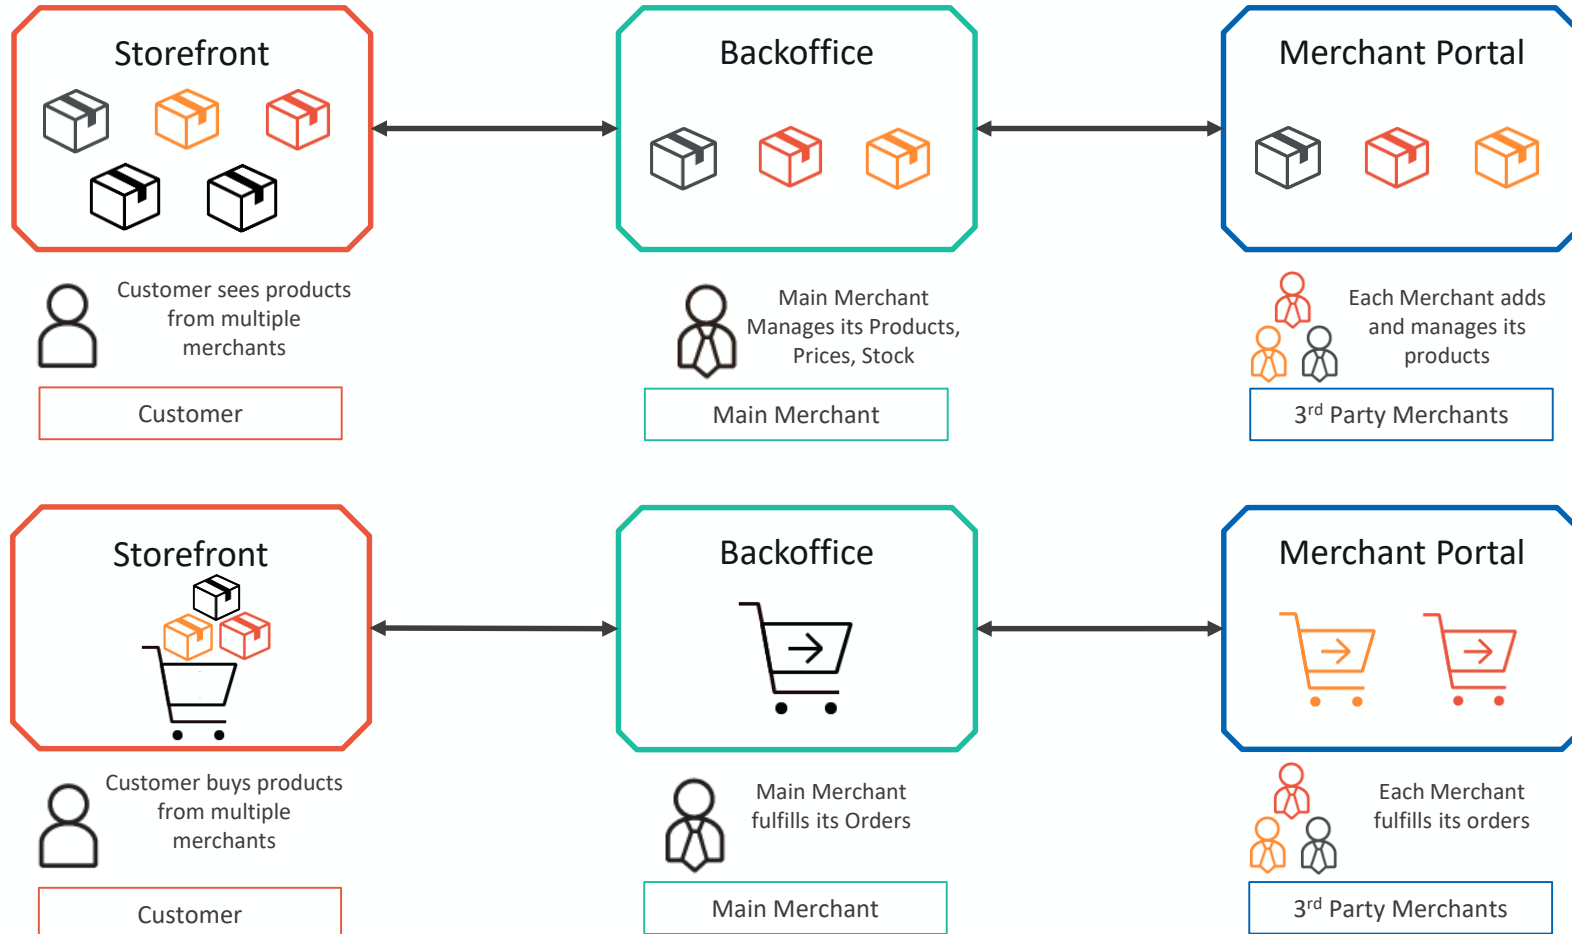 Storefront
Backoffice
Merchant Portal
Customer sees products
from multiple
merchants
Main Merchant
Manages its Products,
Prices, Stock
Each Merchant adds
and manages its
products
Customer
Main Merchant
3rd Party Merchants
Storefront
Backoffice
Merchant Portal
Customer buys products
from multiple
merchants
Main Merchant
fulfills its Orders
Each Merchant
fulfills its orders
Customer
Main Merchant
3rd Party Merchants